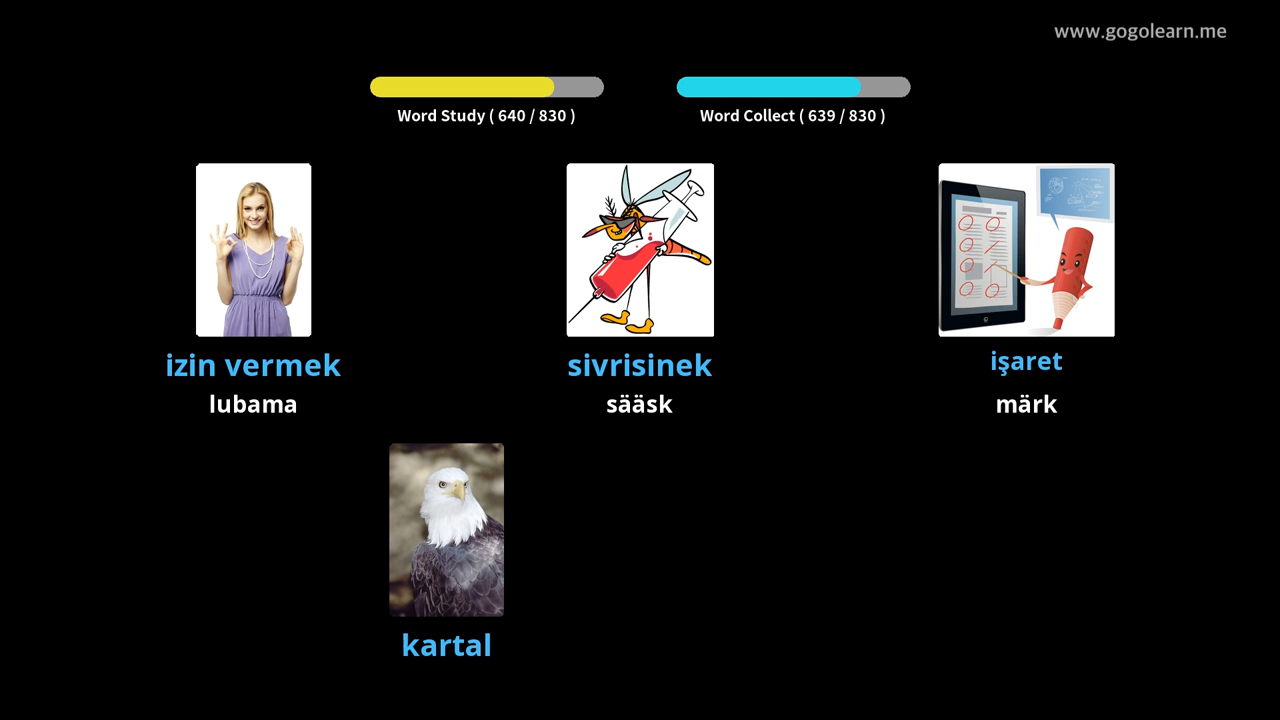 www.gogolearn.me
Word Study ( 640 / 830 )
Word Collect ( 639 / 830 )
izin vermek
sivrisinek
işaret
lubama
sääsk
märk
kartal